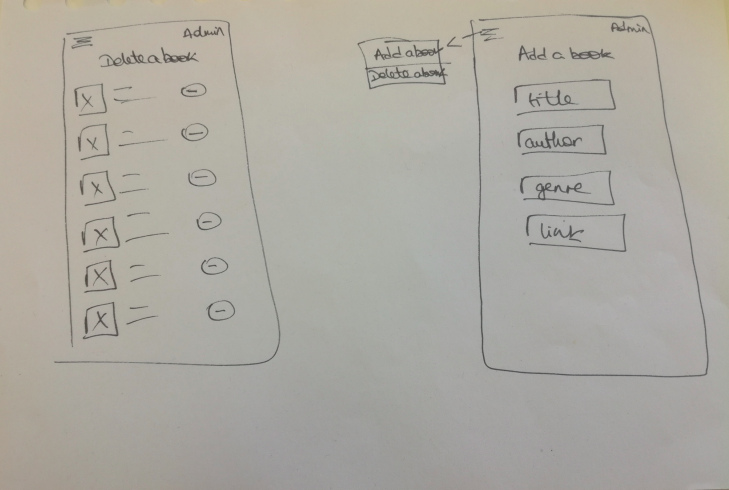 Admin
Delete a book
X
X
X
X
X
X
Add a book
Delete a book
Admin
Add a book
title
author
genre
link